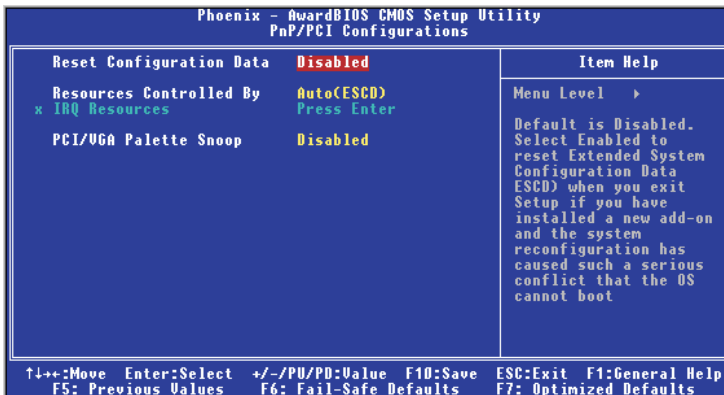 Phoenix - AwardBIOS CMOS Setup Utility
PnP/PCI Configurations
Reset Configuration Data Disabled
Resources Controlled By Auto(ESCD)
x IRQ Resources Press Enter
PCI/VGA Palette Snoop Disabled
Item Help
Menu Level ▸
Default is Disabled.
Select Enabled to
reset Extended System
Configuration Data
ESCD) when you exit
Setup if you have
installed a new add-on
and the system
reconfiguration has
caused such a serious
conflict that the OS
cannot boot
↑↓→←:Move Enter:Select +/-/PU/PD:Value F10:Save ESC:Exit F1:General Help
F5: Previous Values F6: Fail-Safe Defaults F7: Optimized Defaults